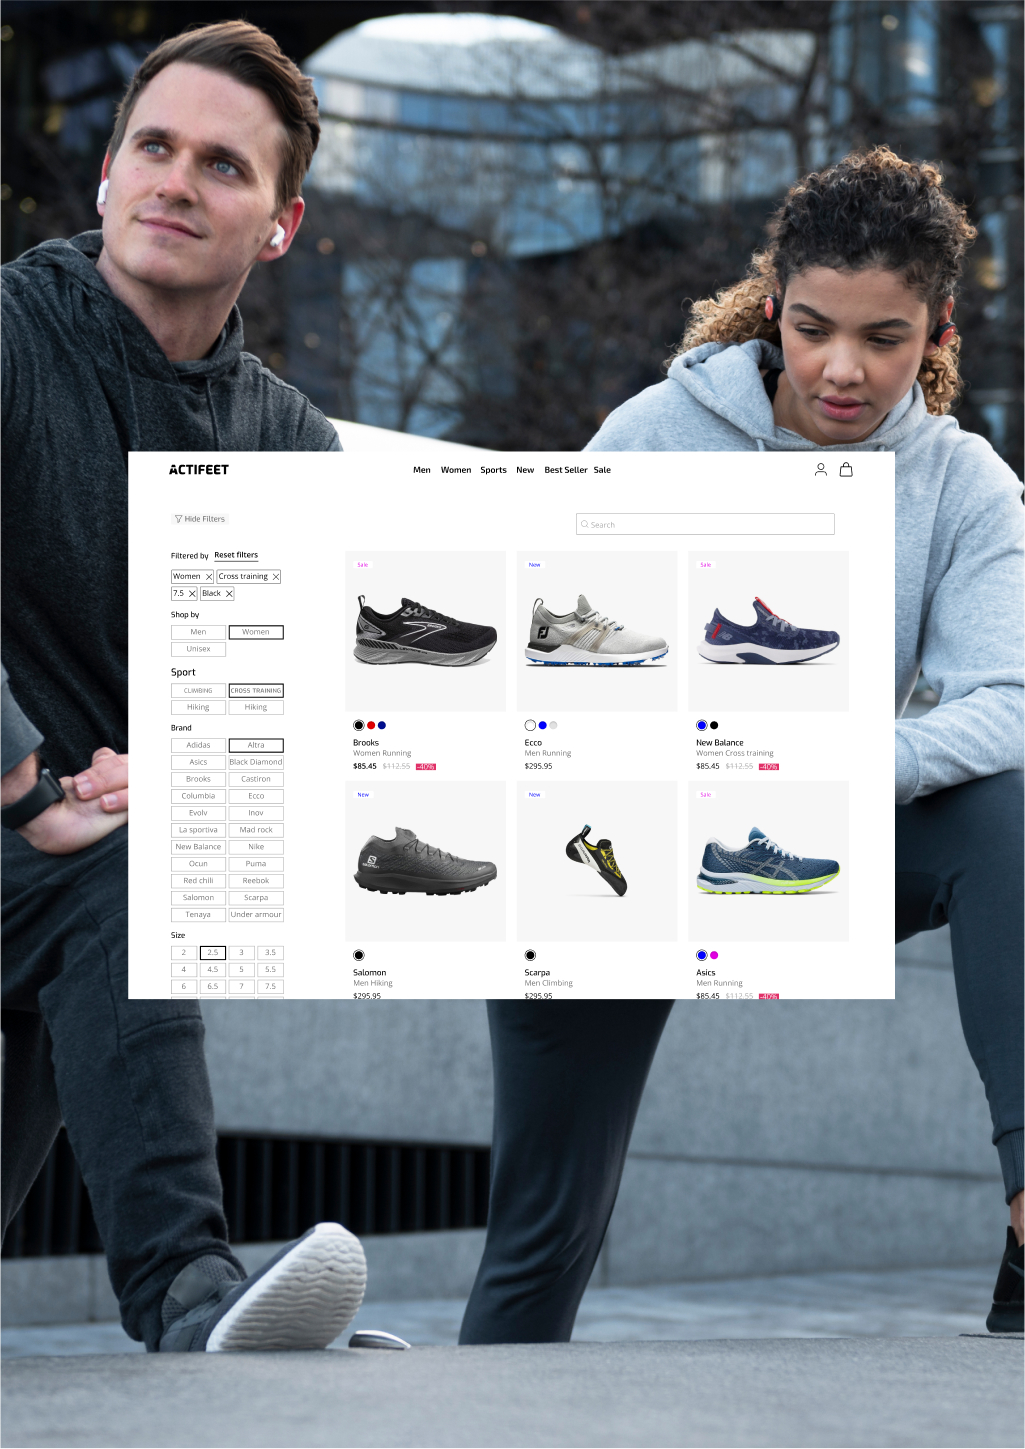 ACTIFEET
Men Women Sports New Best Seller Sale
Hide Filters
Search
Filtered by Reset filters
Women Cross training
7.5 Black
Shop by
Men Women
Unisex
Sport
CLIMBING CROSS TRAINING
Hiking Hiking
Brand
Adidas Altra
Asics Black Diamond
Brooks Castiron
Columbia Ecco
Evolv Inov
La sportiva Mad rock
New Balance Nike
Ocun Puma
Red chili Reebok
Salomon Scarpa
Tenaya Under armour
Size
2 2.5 3 3.5
4 4.5 5 5.5
6 6.5 7 7.5
Sale
Brooks
Women Running
$85.45 $112.55 -40%
New
FJ
Ecco
Men Running
$295.95
Sale
New Balance
Women Cross training
$85.45 $112.55 -40%
New
S
SALOMON
Salomon
Men Hiking
$295.95
New
Scarpa
Men Climbing
$295.95
Sale
Asics
Men Running
$85.45 $112.55 -40%